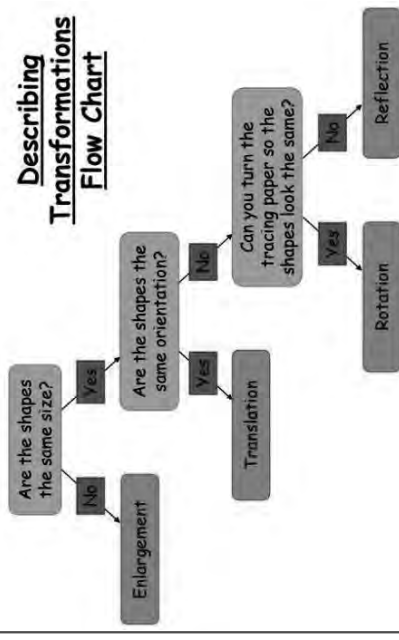 Describing
Transformations
Flow Chart
Are the shapes
the same size?
No
Yes
Enlargement
Are the shapes the
same orientation?
Yes
No
Translation
Can you turn the
tracing paper so the
shapes look the same?
Yes
No
Rotation
Reflection